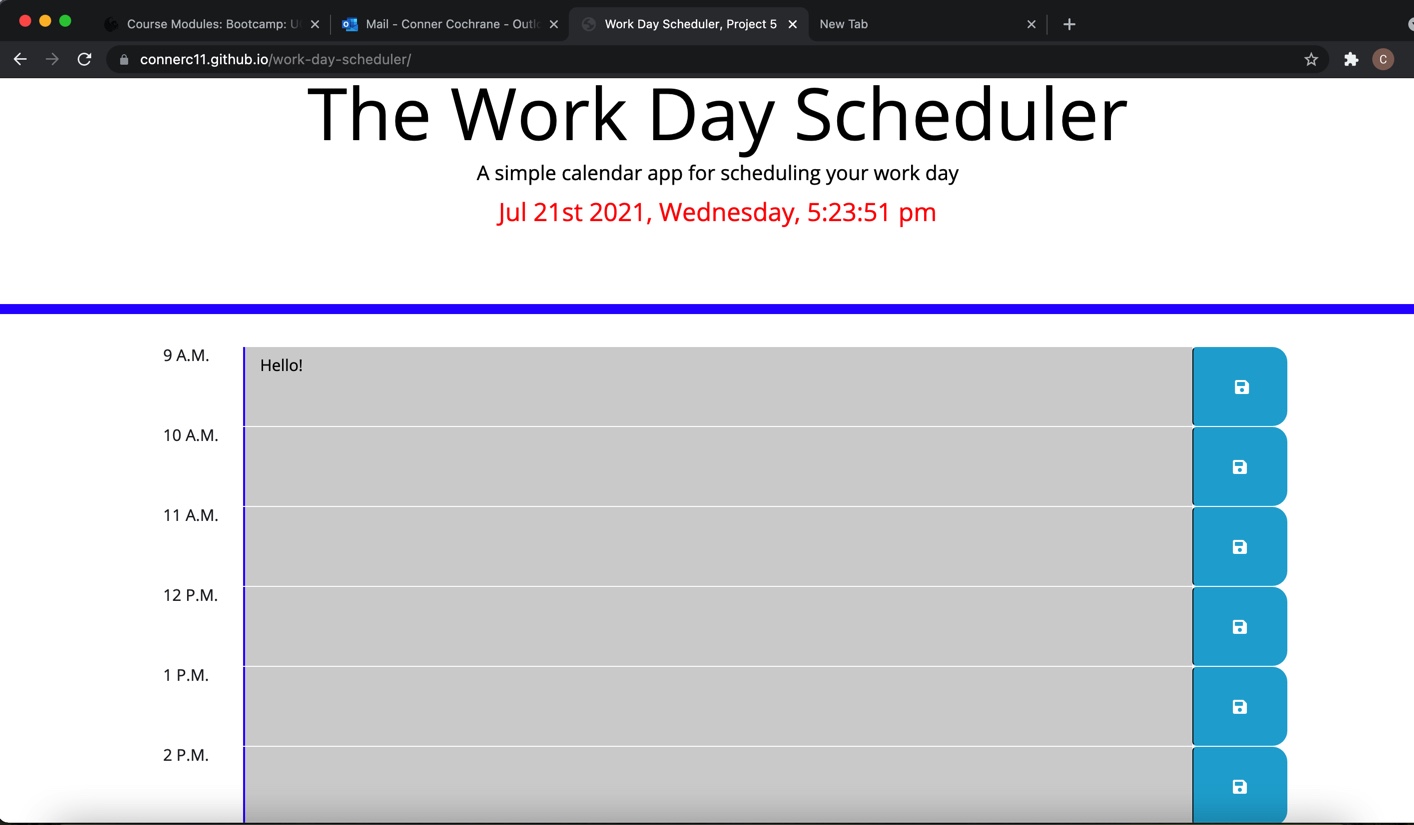 Course Modules: Bootcamp: U
Mail - Conner Cochrane - Outlo
Work Day Scheduler, Project 5
New Tab
connerc11.github.io/work-day-scheduler/
C
The Work Day Scheduler
A simple calendar app for scheduling your work day
Jul 21st 2021, Wednesday, 5:23:51 pm
9 A.M.
Hello!
10 A.M.
11 A.M.
12 P.M.
1 P.M.
2 P.M.